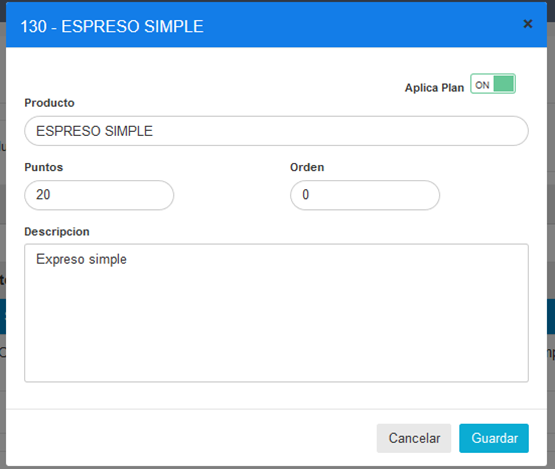 130 - ESPRESO SIMPLE ×
Aplica Plan ON
Producto
ESPRESO SIMPLE
Puntos Orden
20 0
Descripcion
Expreso simple
Cancelar Guardar